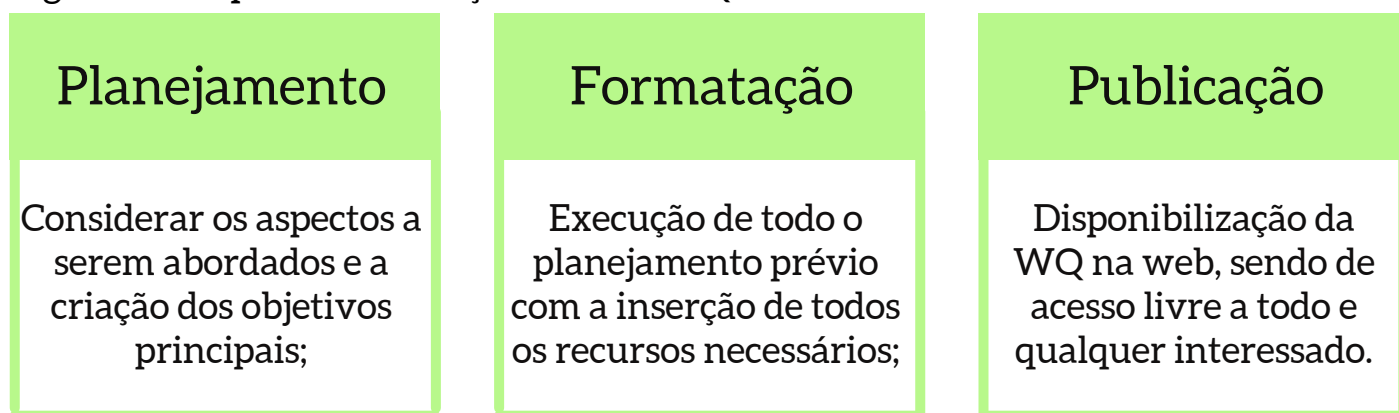 Planejamento
Considerar os aspectos a
serem abordados e a
criação dos objetivos
principais;
Formatação
Execução de todo o
planejamento prévio
com a inserção de todos
os recursos necessários;
Publicação
Disponibilização da
WQ na web, sendo de
acesso livre a todo e
qualquer interessado.